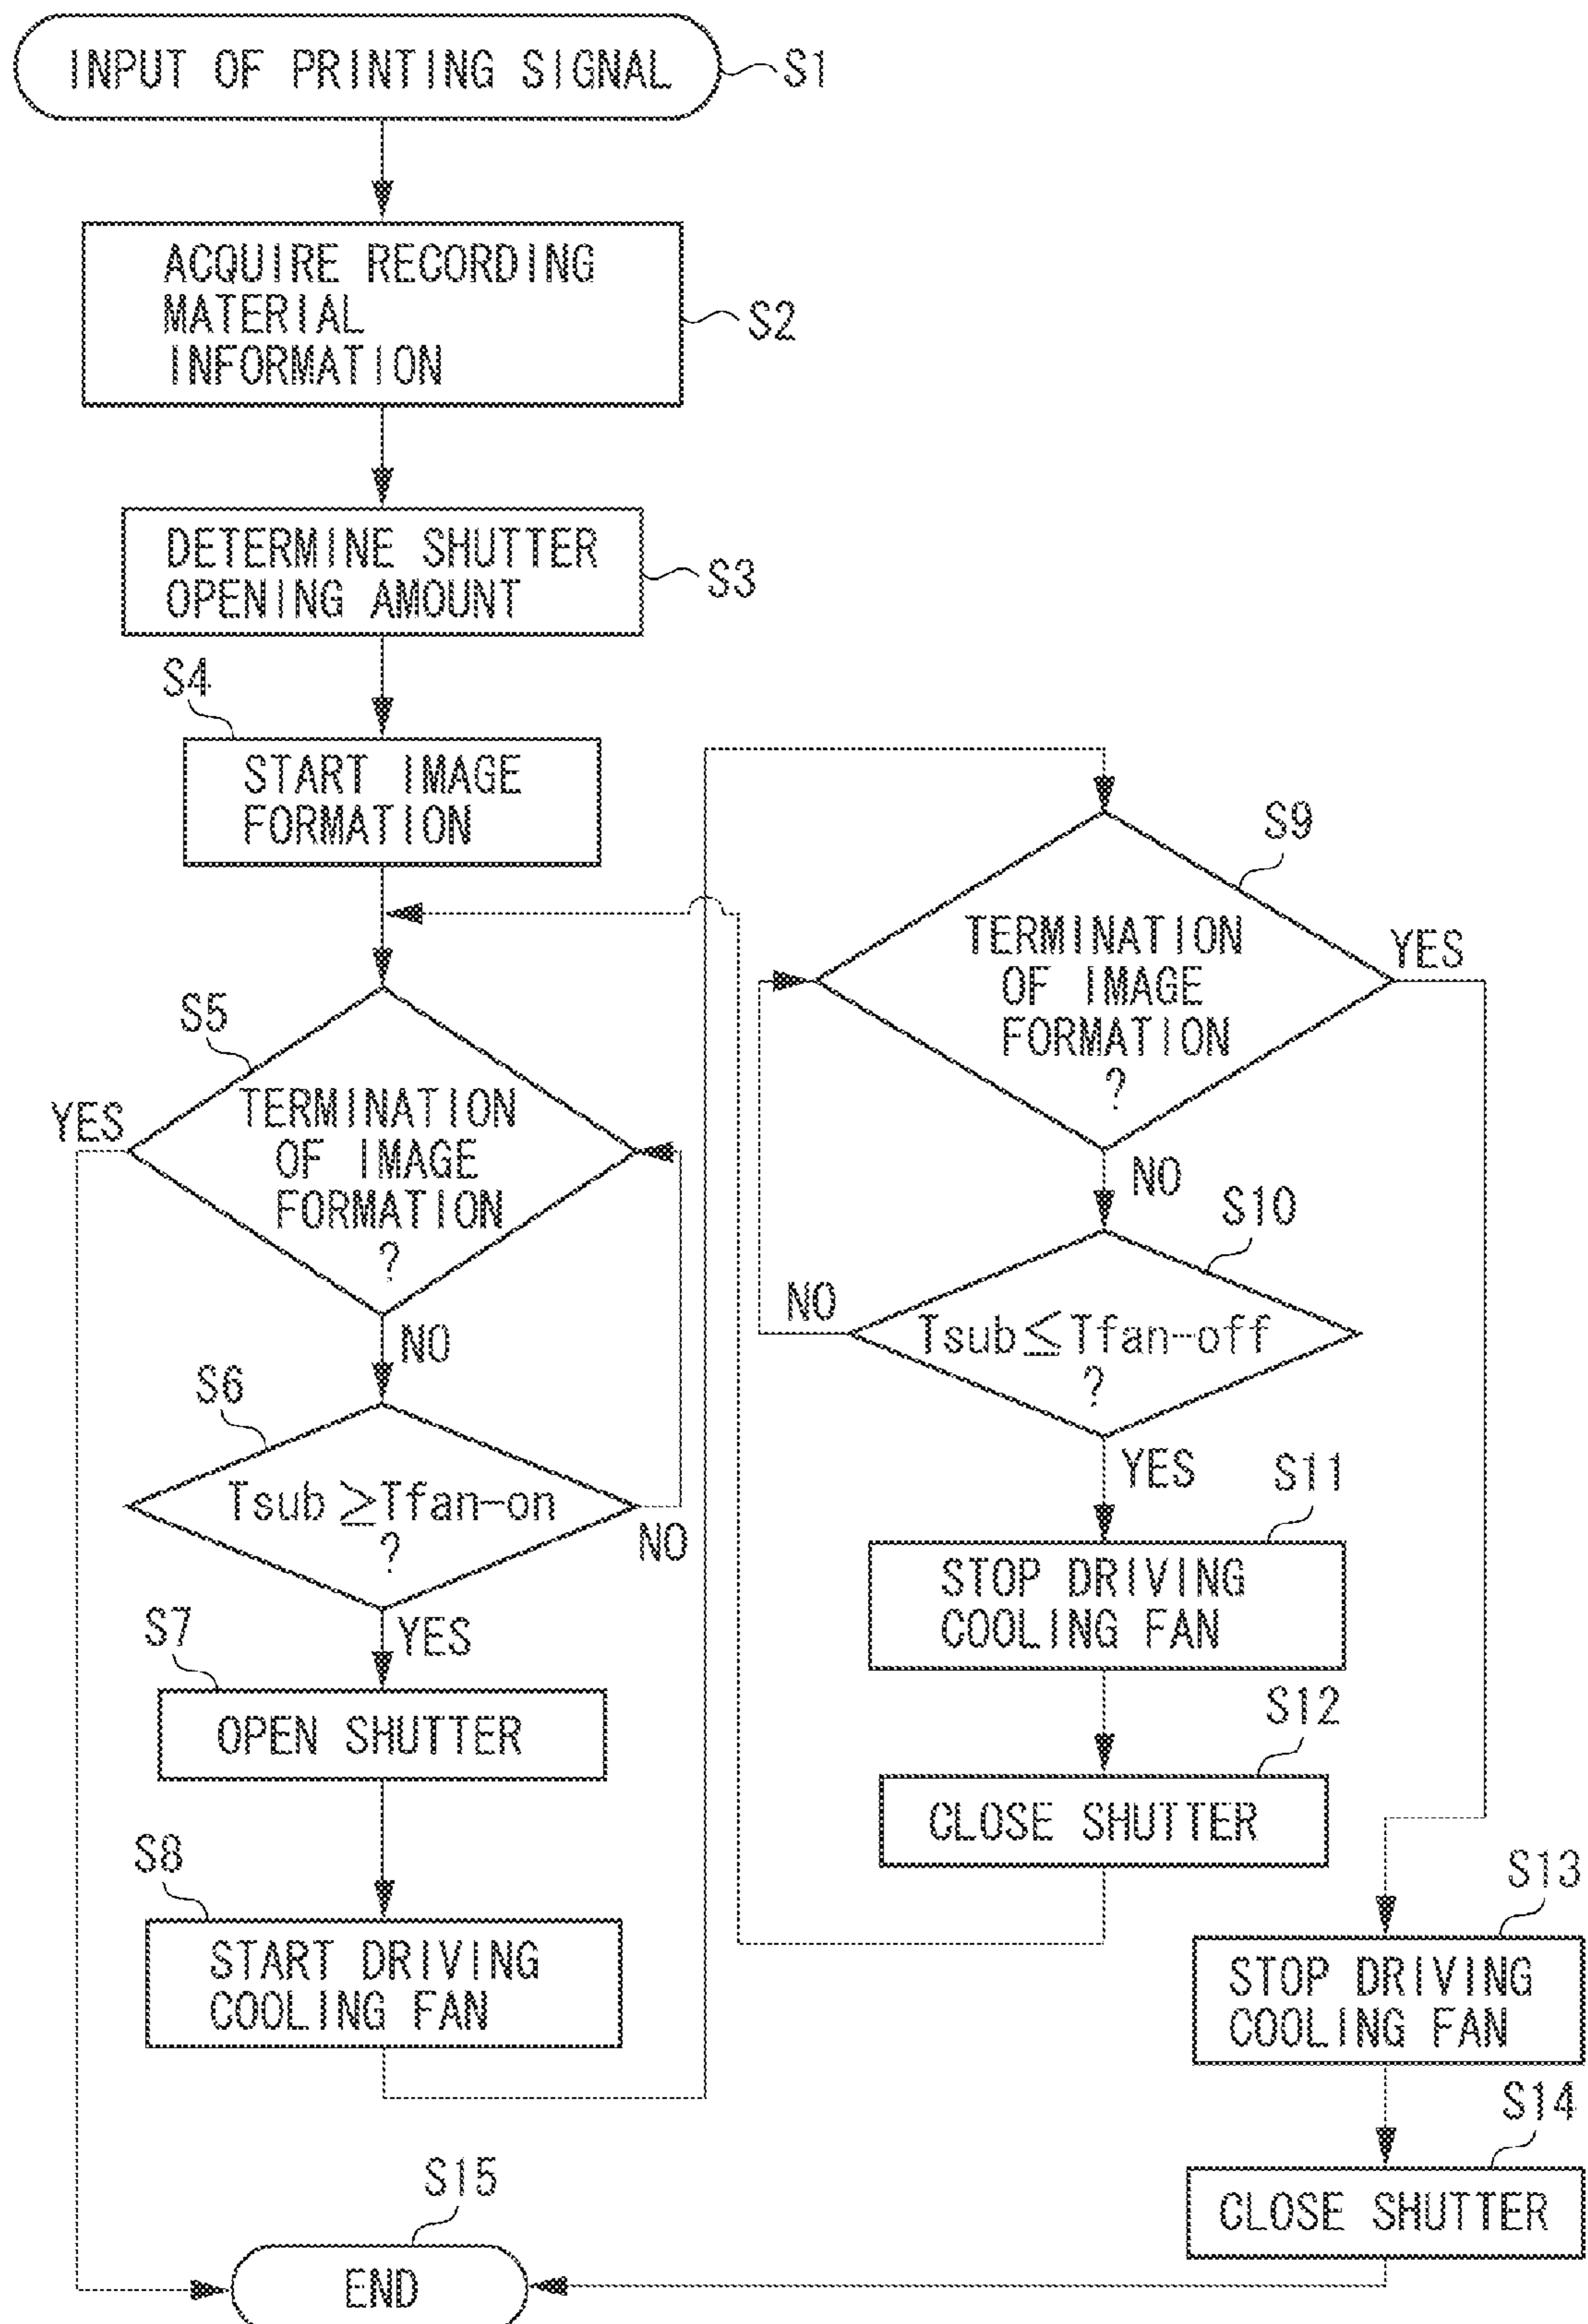 INPUT OF PRINTING SIGNAL
S1
ACQUIRE RECORDING
MATERIAL
INFORMATION
S2
DETERMINE SHUTTER
OPENING AMOUNT
S3
S4
START IMAGE
FORMATION
S5
YES
TERMINATION
OF IMAGE
FORMATION
?
NO
S6
Tsub≧Tfan-on
?
NO
YES
S7
OPEN SHUTTER
S8
START DRIVING
COOLING FAN
S9
TERMINATION
OF IMAGE
FORMATION
?
YES
NO
S10
NO
Tsub≦Tfan-off
?
YES
S11
STOP DRIVING
COOLING FAN
S12
CLOSE SHUTTER
S13
STOP DRIVING
COOLING FAN
S14
CLOSE SHUTTER
S15
END